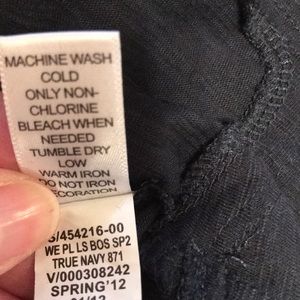 MACHINE WASH
COLD
ONLY NON-
CHLORINE
BLEACH WHEN
NEEDED
TUMBLE DRY
LOW
WARM IRON
DO NOT IRON
DECORATION
S/454216-00
WE PL LS BOS SP2
TRUE NAVY 871
V/000308242
SPRING'12